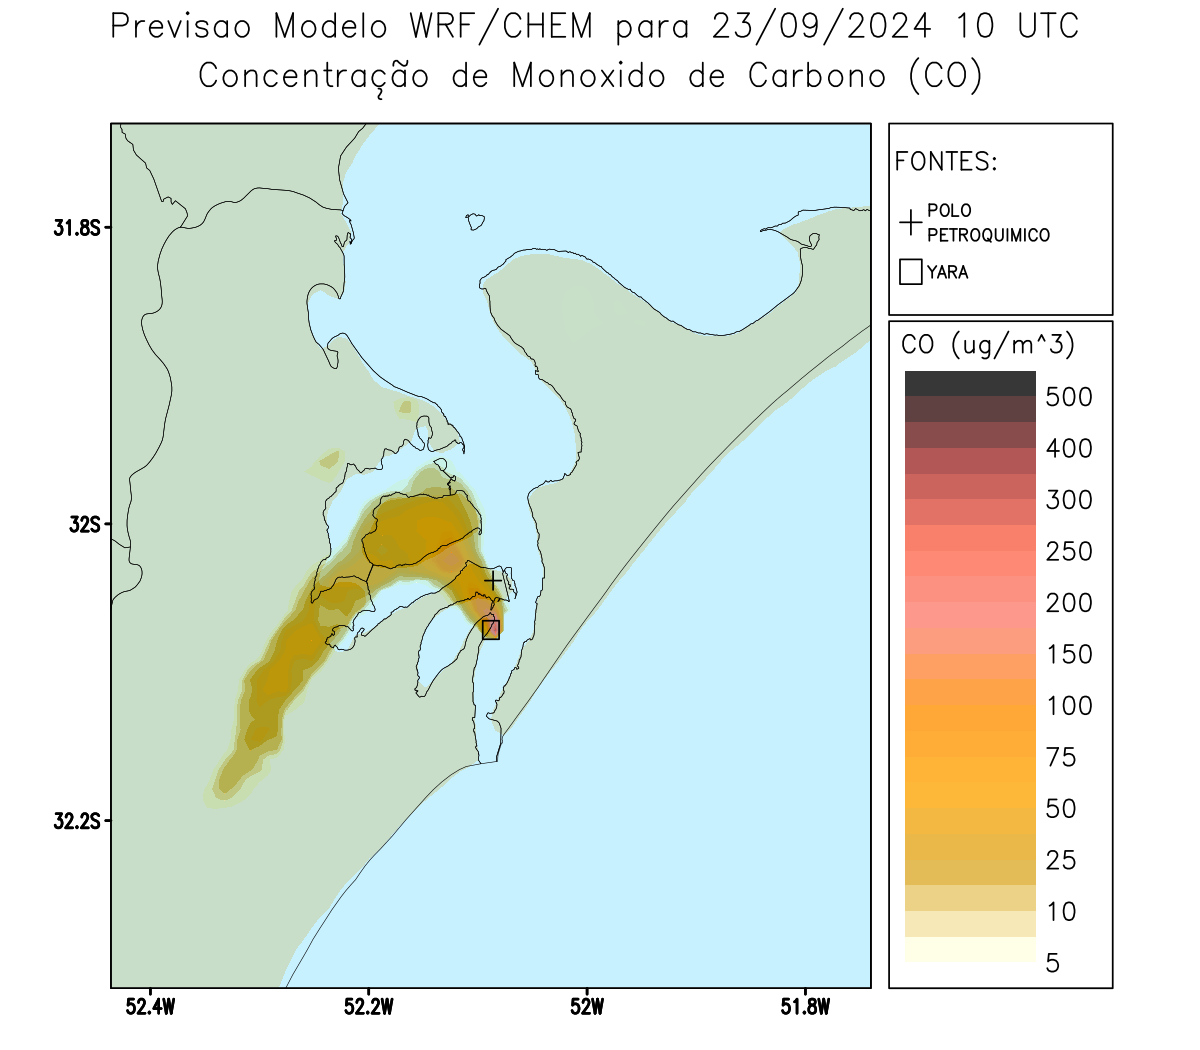 Previsao Modelo WRF/CHEM para 23/09/2024 10 UTC
Concentração de Monoxido de Carbono (CO)
FONTES:
POLO
PETROQUIMICO
YARA
CO (ug/m^3)
500
400
300
250
200
150
100
75
50
25
10
5
31.8S
32S
32.2S
52.4W
52.2W
52W
51.8W